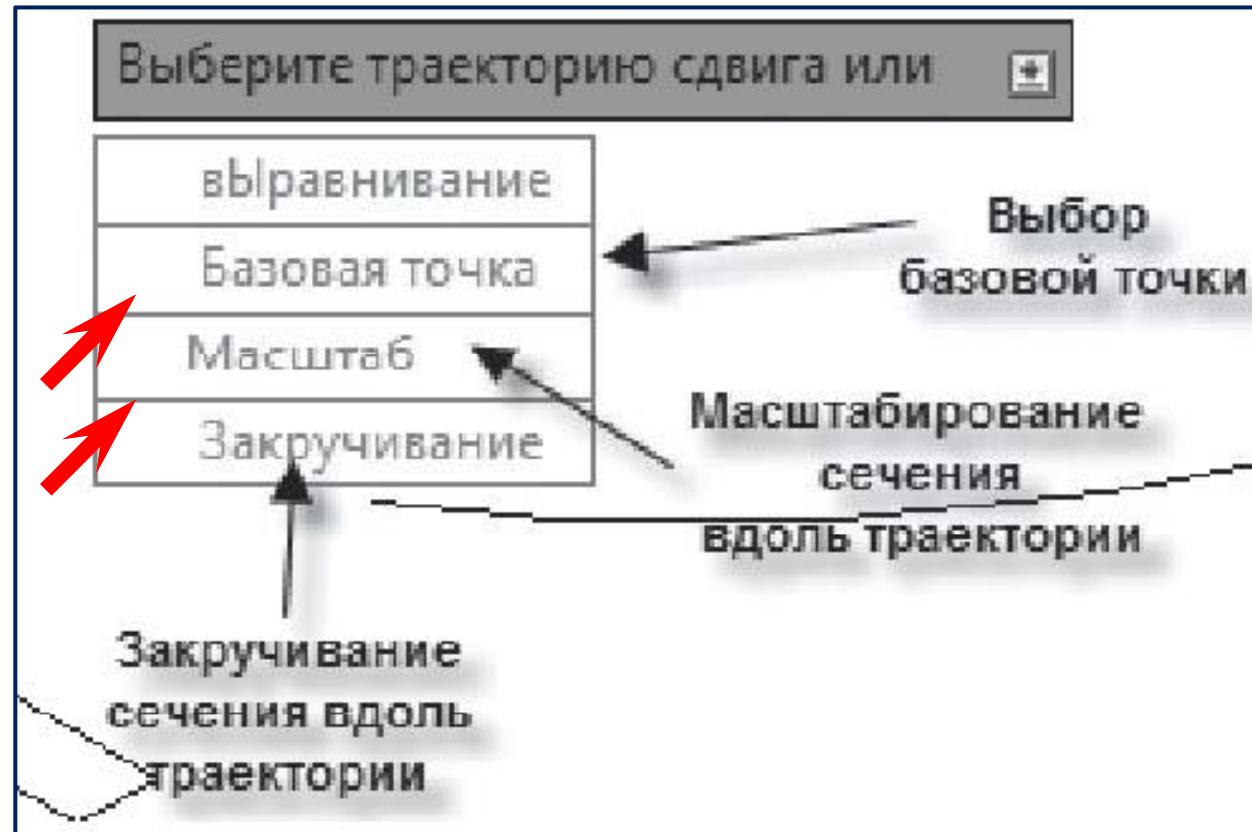 Выберите траекторию сдвига или
вЫравнивание
Базовая точка
Масштаб
Закручивание
Выбор
базовой точки
Масштабирование
сечения
вдоль траектории
Закручивание
сечения вдоль
траектории